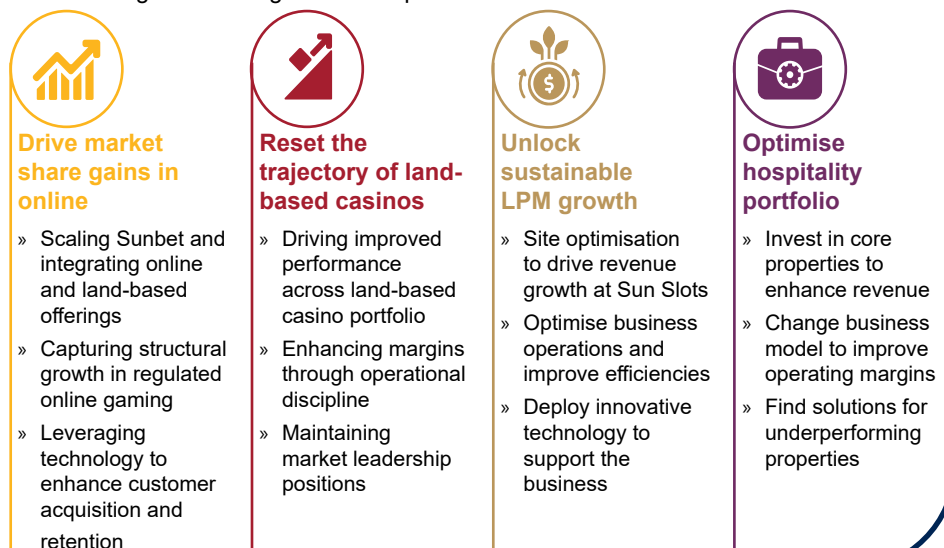 Drive market
share gains in
online
» Scaling Sunbet and
integrating online
and land-based
offerings
» Capturing structural
growth in regulated
online gaming
» Leveraging
technology to
enhance customer
acquisition and
retention
Reset the
trajectory of land-
based casinos
» Driving improved
performance
across land-based
casino portfolio
» Enhancing margins
through operational
discipline
» Maintaining
market leadership
positions
$
Unlock
sustainable
LPM growth
» Site optimisation
to drive revenue
growth at Sun Slots
» Optimise business
operations and
improve efficiencies
» Deploy innovative
technology to
support the
business
Optimise
hospitality
portfolio
» Invest in core
properties to
enhance revenue
» Change business
model to improve
operating margins
» Find solutions for
underperforming
properties